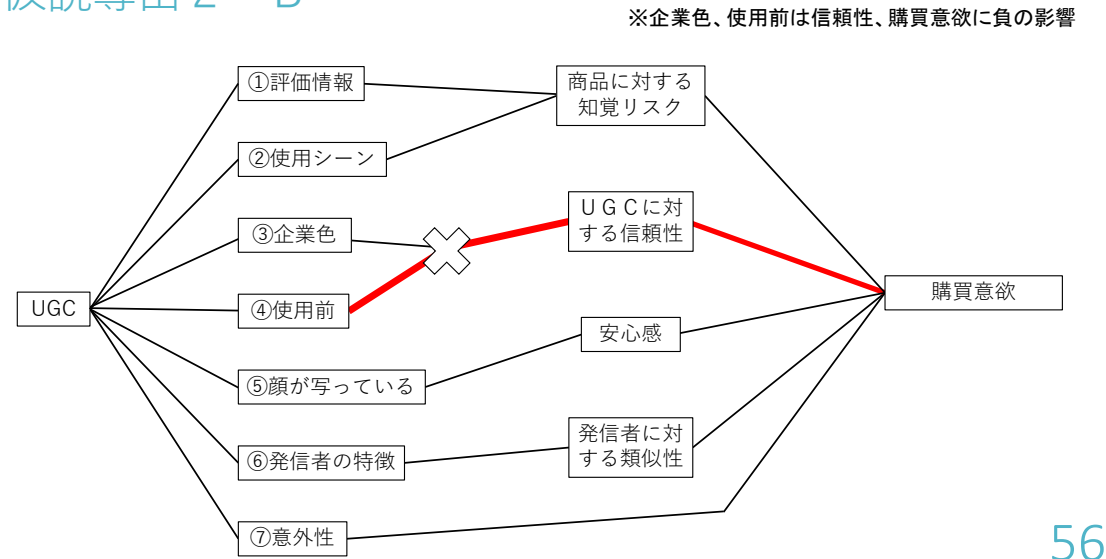 仮説導出２－B
※企業色、使用前は信頼性、購買意欲に負の影響
①評価情報
商品に対する
知覚リスク
②使用シーン
③企業色
ＵＧＣに対
する信頼性
UGC
④使用前
購買意欲
安心感
⑤顔が写っている
⑥発信者の特徴
発信者に対
する類似性
⑦意外性
56